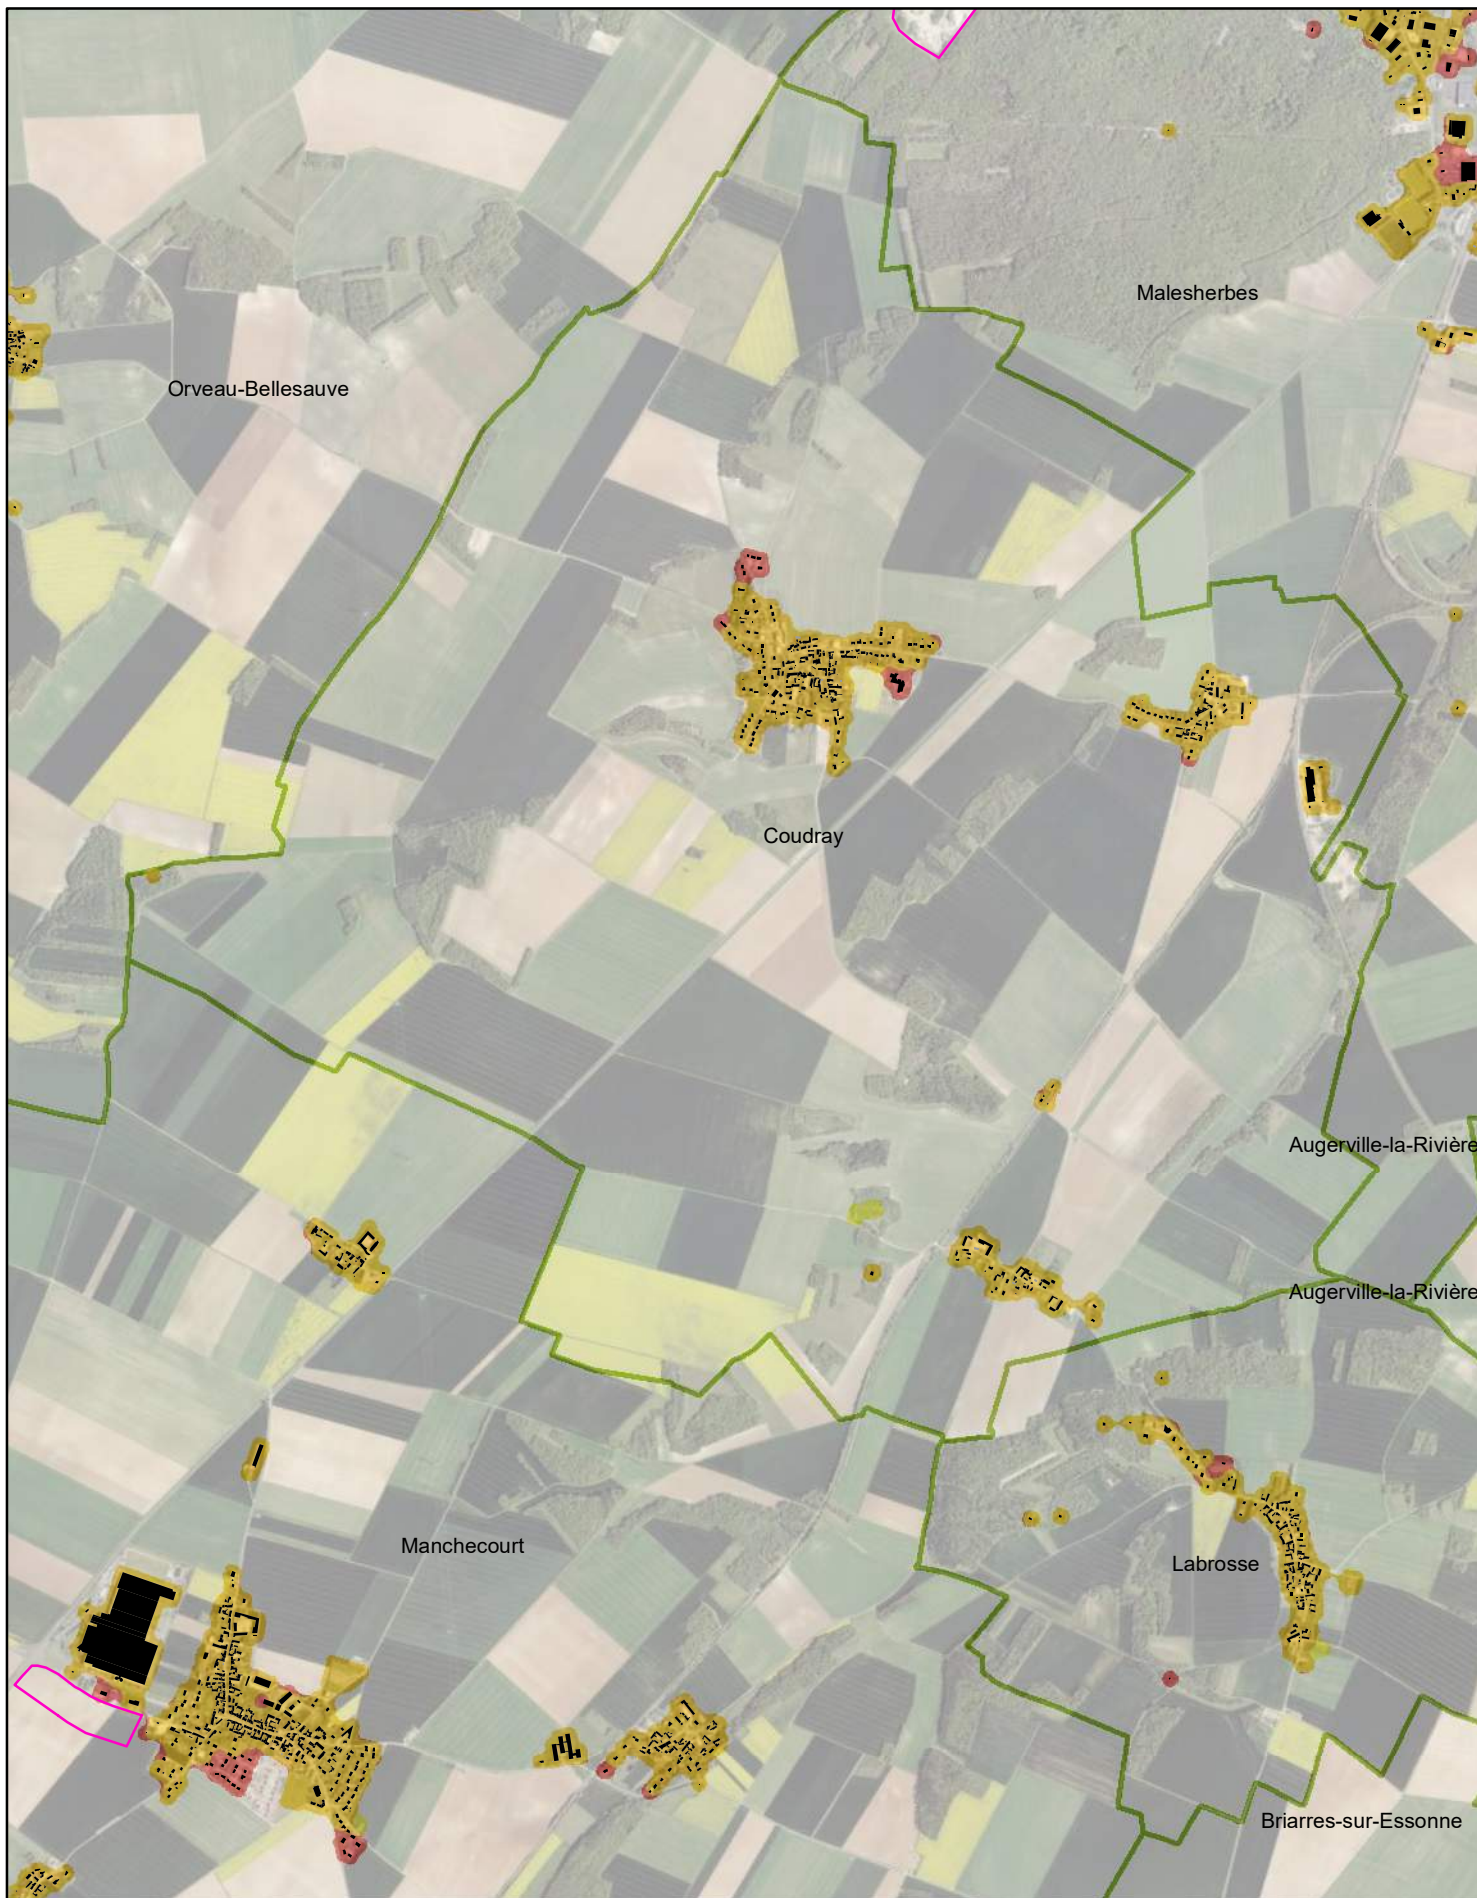 Malesherbes
Orveau-Bellesauve
Coudray
Augerville-la-Rivière
Augerville-la-Rivière
Manchecourt
Labrosse
Briarres-sur-Essonne